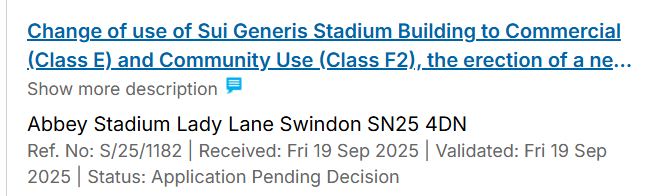 Change of use of Sui Generis Stadium Building to Commercial
(Class E) and Community Use (Class F2), the erection of a ne...
Show more description
Abbey Stadium Lady Lane Swindon SN25 4DN
Ref. No: S/25/1182 | Received: Fri 19 Sep 2025 | Validated: Fri 19 Sep
2025 | Status: Application Pending Decision